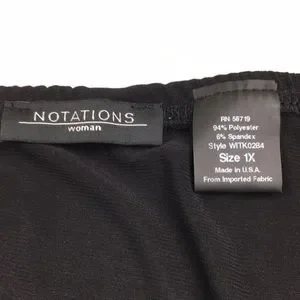 NOTATIONS
woman
RN 58719
94% Polyester
6% Spandex
Style WITK0284
Size 1X
Made in U.S.A.
From Imported Fabric